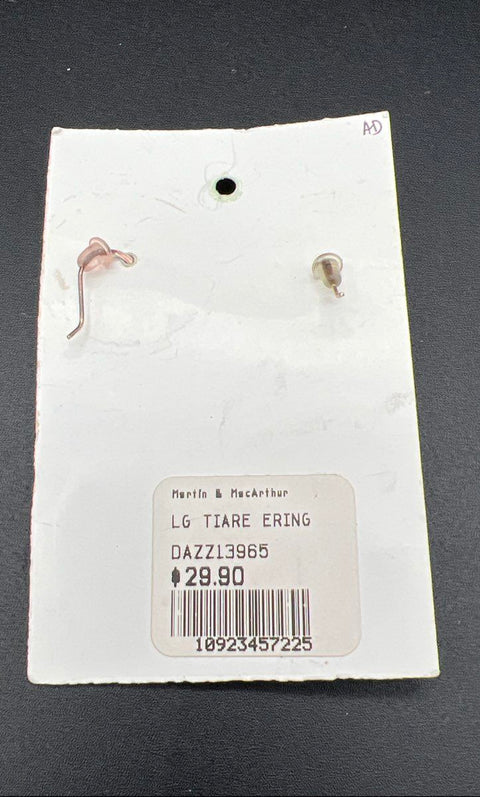 AD
Martin & MacArthur
LG TIARE ERING
DAZZ13965
$29.90
10923457225